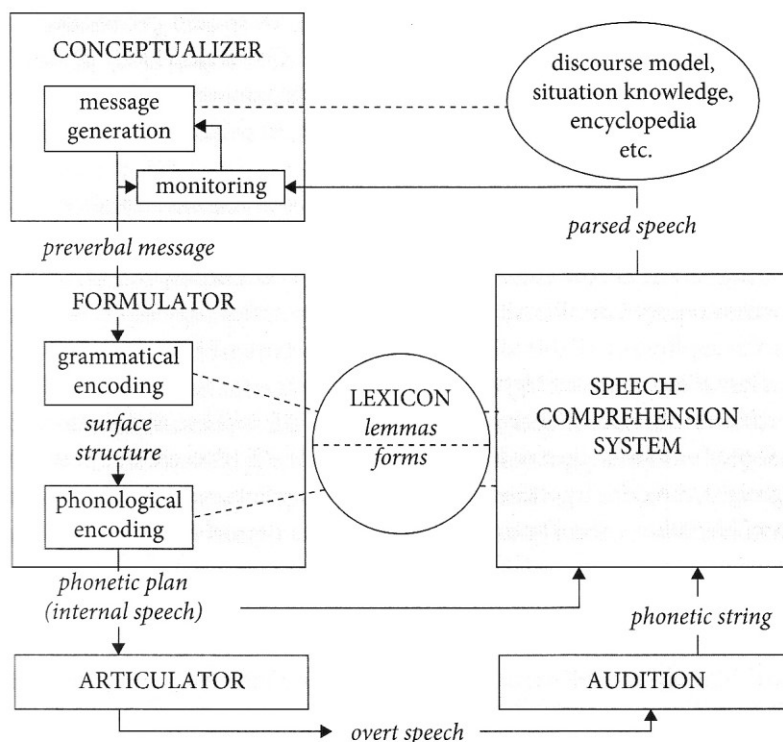 CONCEPTUALIZER
message
generation
monitoring
discourse model,
situation knowledge,
encyclopedia
etc.
preverbal message
parsed speech
FORMULATOR
grammatical
encoding
surface
structure
phonological
encoding
LEXICON
lemmas
forms
SPEECH-
COMPREHENSION
SYSTEM
phonetic plan
(internal speech)
phonetic string
ARTICULATOR
AUDITION
overt speech